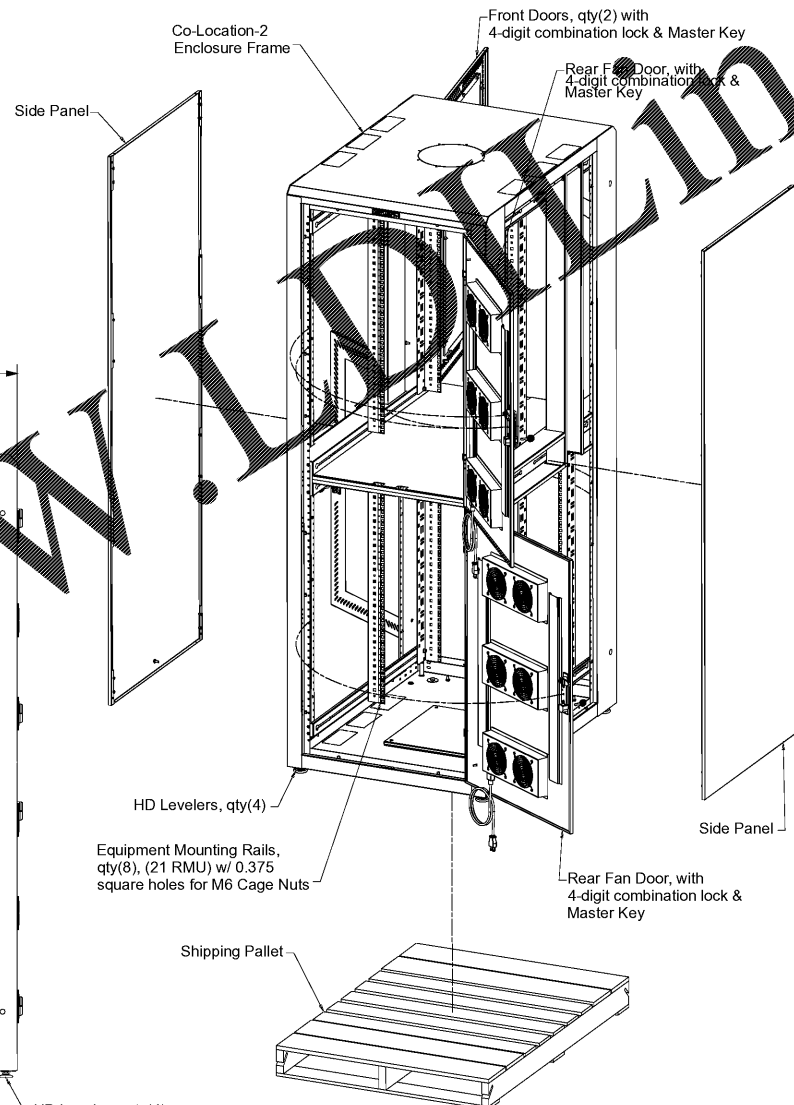 Front Doors, qty(2) with
4-digit combination lock & Master Key
Co-Location-2
Enclosure Frame
Rear Fan Door, with
4-digit combination lock &
Master Key
Side Panel
W.LDILin
HD Levelers, qty(4)
Side Panel
Equipment Mounting Rails,
qty(8), (21 RMU) w/ 0.375
square holes for M6 Cage Nuts
Rear Fan Door, with
4-digit combination lock &
Master Key
Shipping Pallet